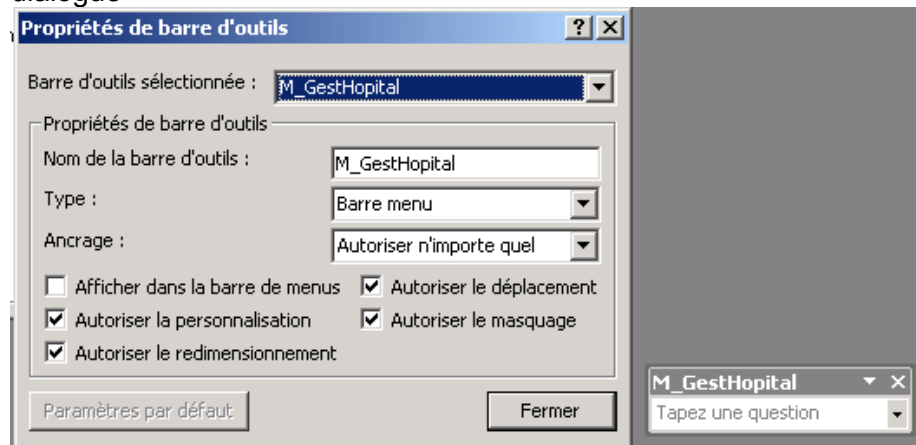 dialogue
Propriétés de barre d'outils
Barre d'outils sélectionnée : M_GestHopital
Propriétés de barre d'outils
Nom de la barre d'outils : M_GestHopital
Type : Barre menu
Ancrage : Autoriser n'importe quel
Afficher dans la barre de menus Autoriser le déplacement
Autoriser la personnalisation Autoriser le masquage
Autoriser le redimensionnement
Paramètres par défaut Fermer
M_GestHopital
Tapez une question